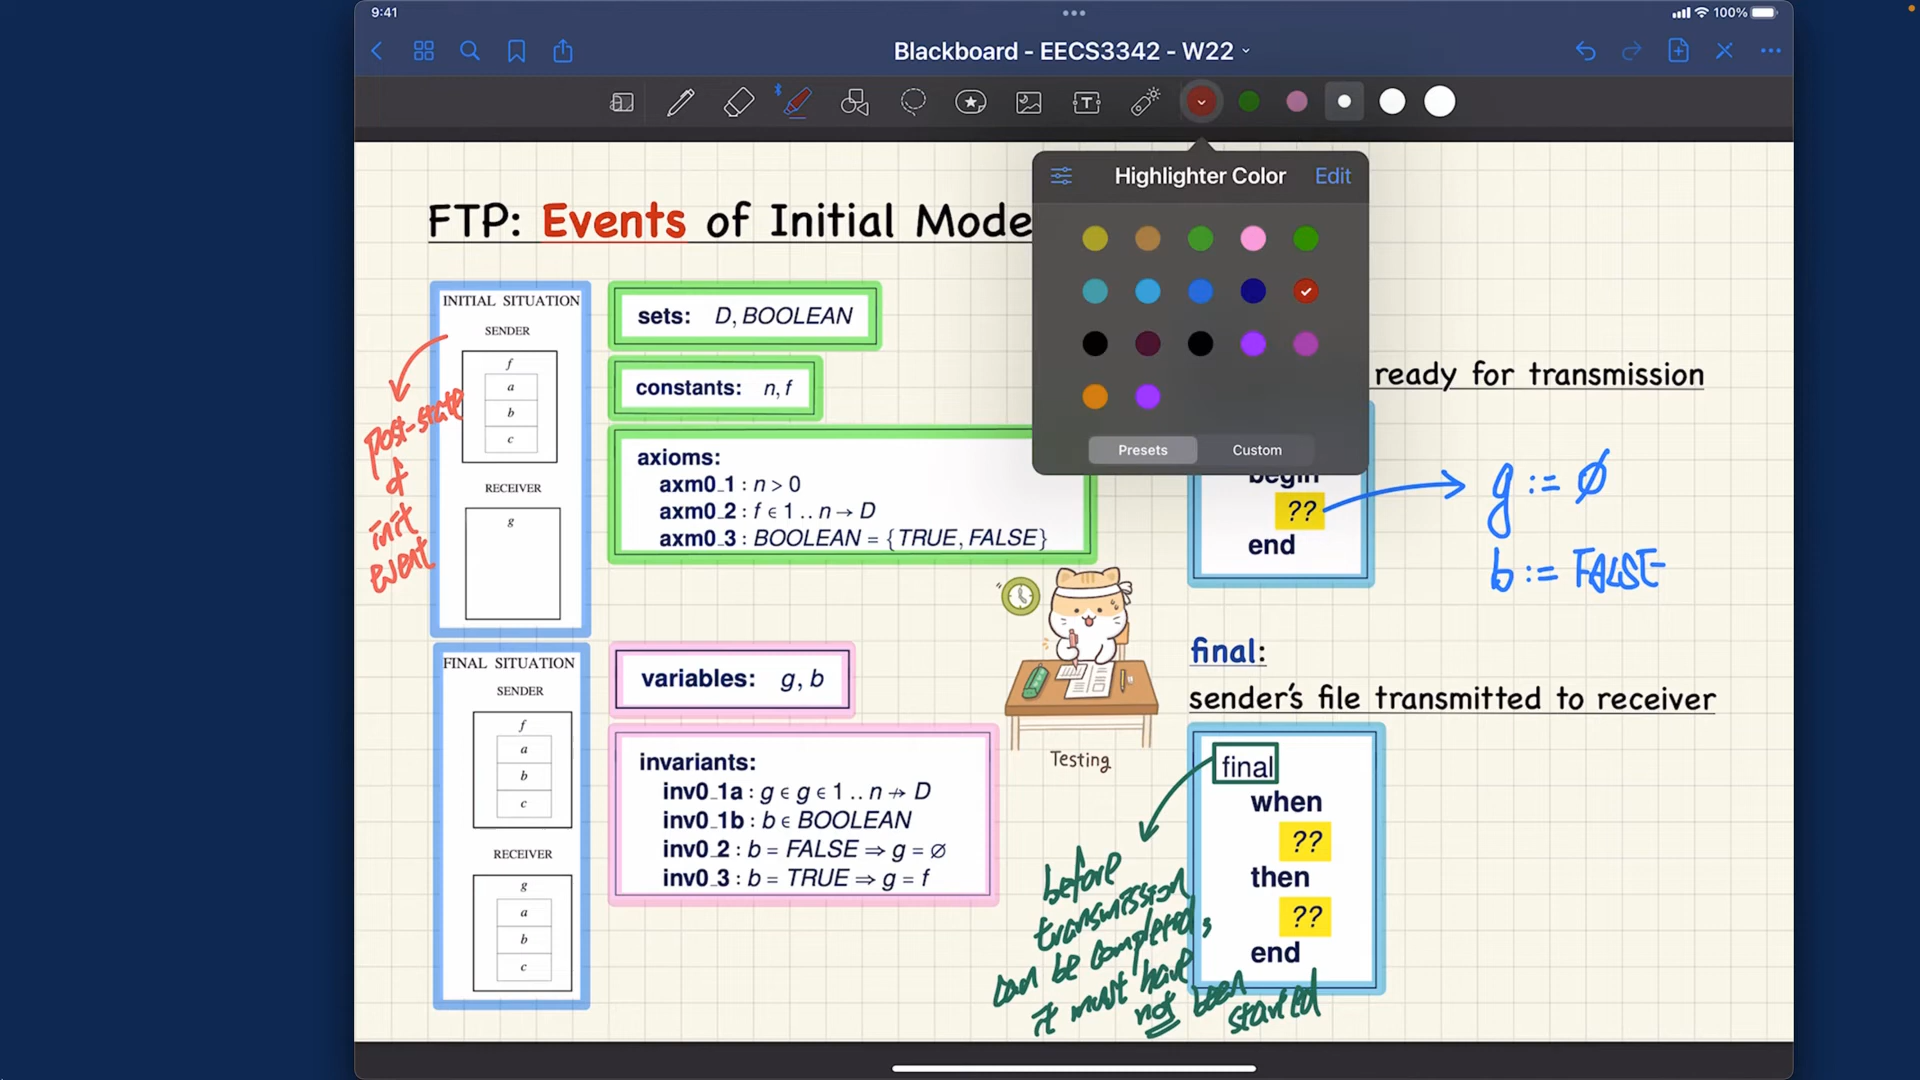 9:41
100%
Blackboard - EECS3342 - W22
Highlighter Color
Edit
Presets
Custom
FTP: Events of Initial Mode
INITIAL SITUATION
SENDER
f
a
b
c
RECEIVER
g
post-state
of
init
event
sets: D, BOOLEAN
constants: n, f
axioms:
axm0_1 : n > 0
axm0_2 : f ∈ 1 .. n → D
axm0_3 : BOOLEAN = {TRUE, FALSE}
ready for transmission
begin
??
end
g := ∅
b := FALSE
FINAL SITUATION
SENDER
f
a
b
c
RECEIVER
g
a
b
c
variables: g, b
invariants:
inv0_1a : g ∈ g ∈ 1 .. n ⇸ D
inv0_1b : b ∈ BOOLEAN
inv0_2 : b = FALSE ⇒ g = ∅
inv0_3 : b = TRUE ⇒ g = f
Testing
final:
sender's file transmitted to receiver
final
when
??
then
??
end
before
transmission
can be completed,
it must have
not been
started